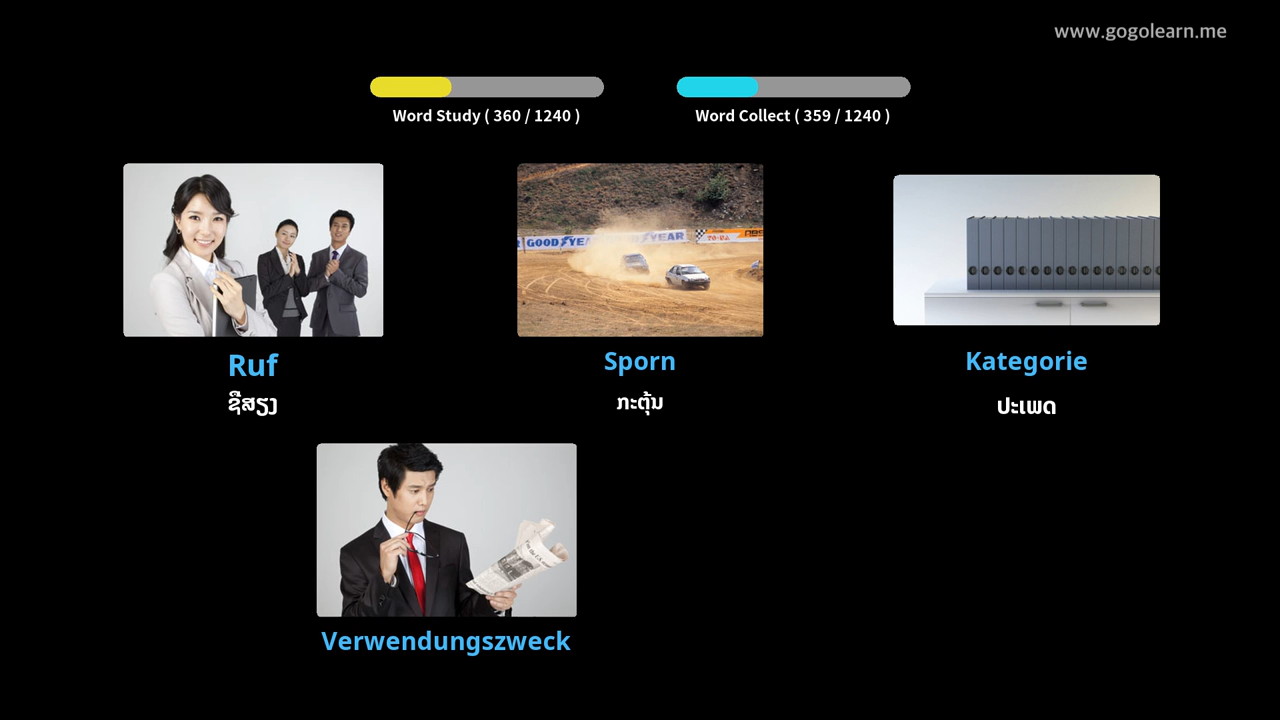 www.gogolearn.me
Word Study ( 360 / 1240 )
Word Collect ( 359 / 1240 )
GOODYEAR
Ruf
Sporn
Kategorie
ຊື່ສຽງ
ກະຕຸ້ນ
ປະເພດ
Verwendungszweck